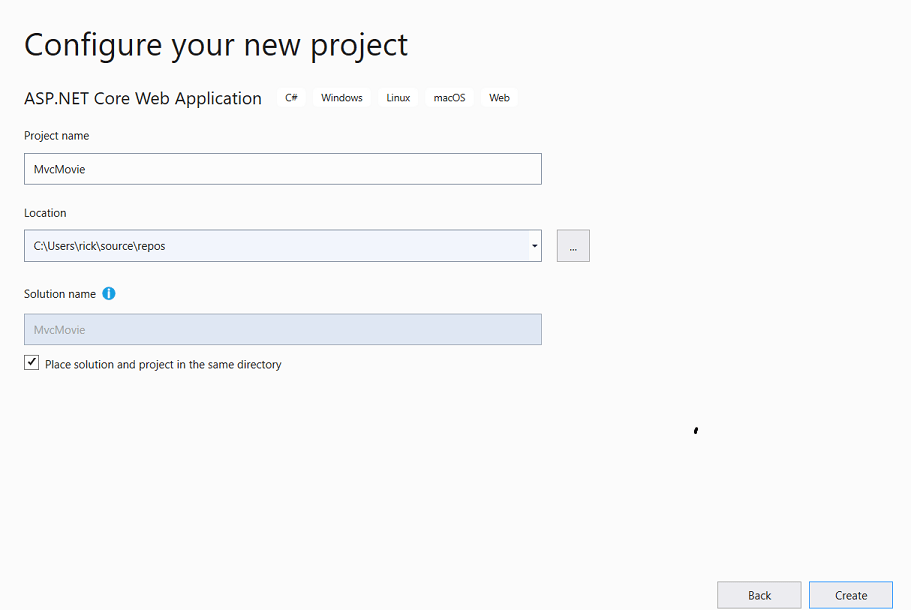 Configure your new project
ASP.NET Core Web Application C# Windows Linux macOS Web
Project name
MvcMovie
Location
C:\Users\rick\source\repos
...
Solution name
MvcMovie
Place solution and project in the same directory
Back Create